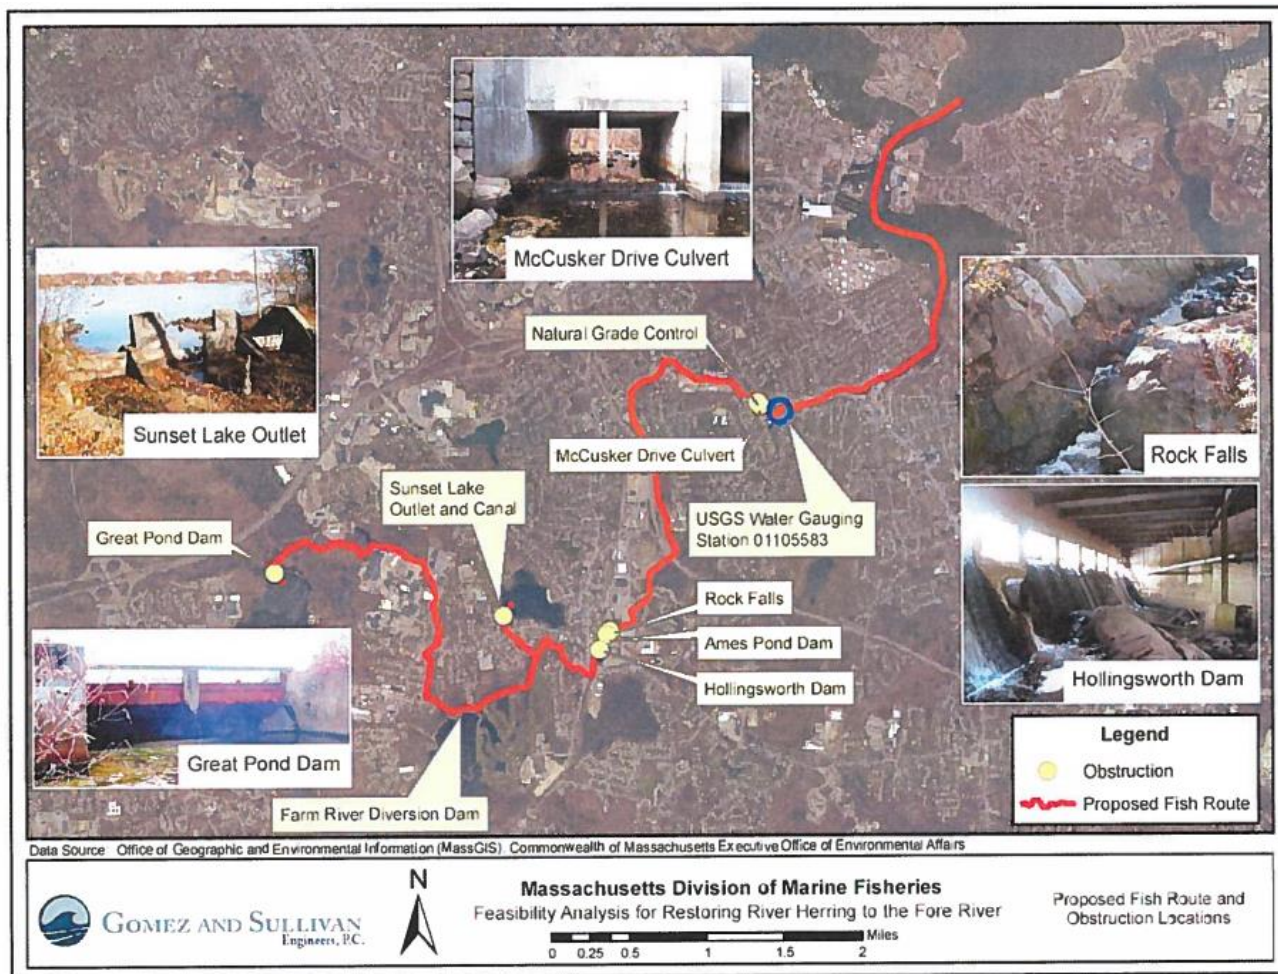 McCusker Drive Culvert
Natural Grade Control
Sunset Lake Outlet
McCusker Drive Culvert
Rock Falls
Sunset Lake
Outlet and Canal
USGS Water Gauging
Station 01105583
Great Pond Dam
Rock Falls
Ames Pond Dam
Hollingsworth Dam
Hollingsworth Dam
Great Pond Dam
Farm River Diversion Dam
Legend
Obstruction
Proposed Fish Route
Data Source Office of Geographic and Environmental Information (MassGIS) Commonwealth of Massachusetts Executive Office of Environmental Affairs
GOMEZ AND SULLIVAN
Engineers, P.C.
N
Massachusetts Division of Marine Fisheries
Feasibility Analysis for Restoring River Herring to the Fore River
Miles
0 0.25 0.5 1 1.5 2
Proposed Fish Route and
Obstruction Locations